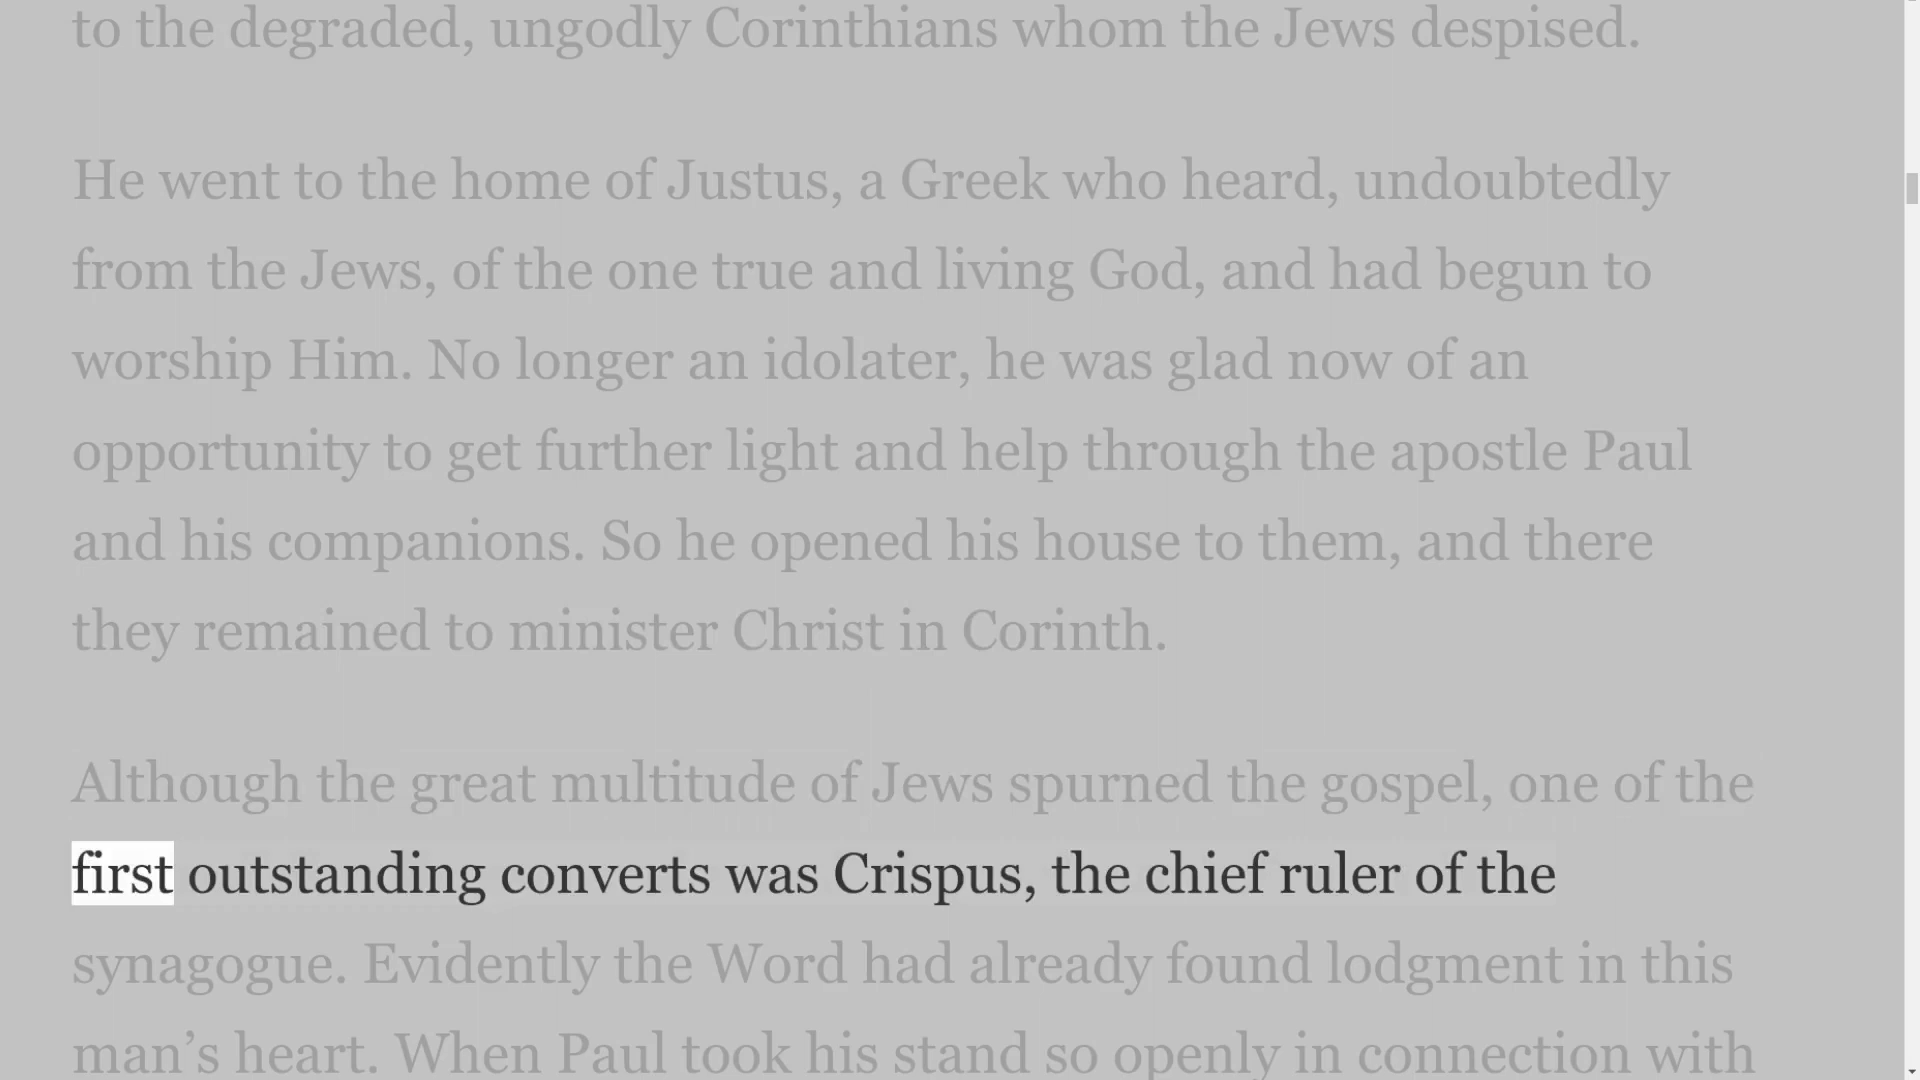 to the degraded, ungodly Corinthians whom the Jews despised.
He went to the home of Justus, a Greek who heard, undoubtedly
from the Jews, of the one true and living God, and had begun to
worship Him. No longer an idolater, he was glad now of an
opportunity to get further light and help through the apostle Paul
and his companions. So he opened his house to them, and there
they remained to minister Christ in Corinth.
Although the great multitude of Jews spurned the gospel, one of the
first outstanding converts was Crispus, the chief ruler of the
synagogue. Evidently the Word had already found lodgment in this
man’s heart. When Paul took his stand so openly in connection with